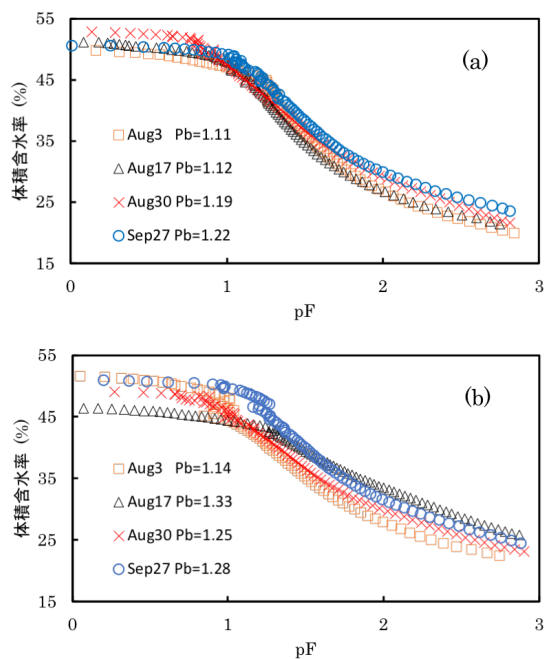 55
45
35
25
15
体積含水率 (%)
(a)
Aug3 Pb=1.11
Aug17 Pb=1.12
Aug30 Pb=1.19
Sep27 Pb=1.22
0 1 2 3
pF
55
45
35
25
15
体積含水率 (%)
(b)
Aug3 Pb=1.14
Aug17 Pb=1.33
Aug30 Pb=1.25
Sep27 Pb=1.28
0 1 2 3
pF